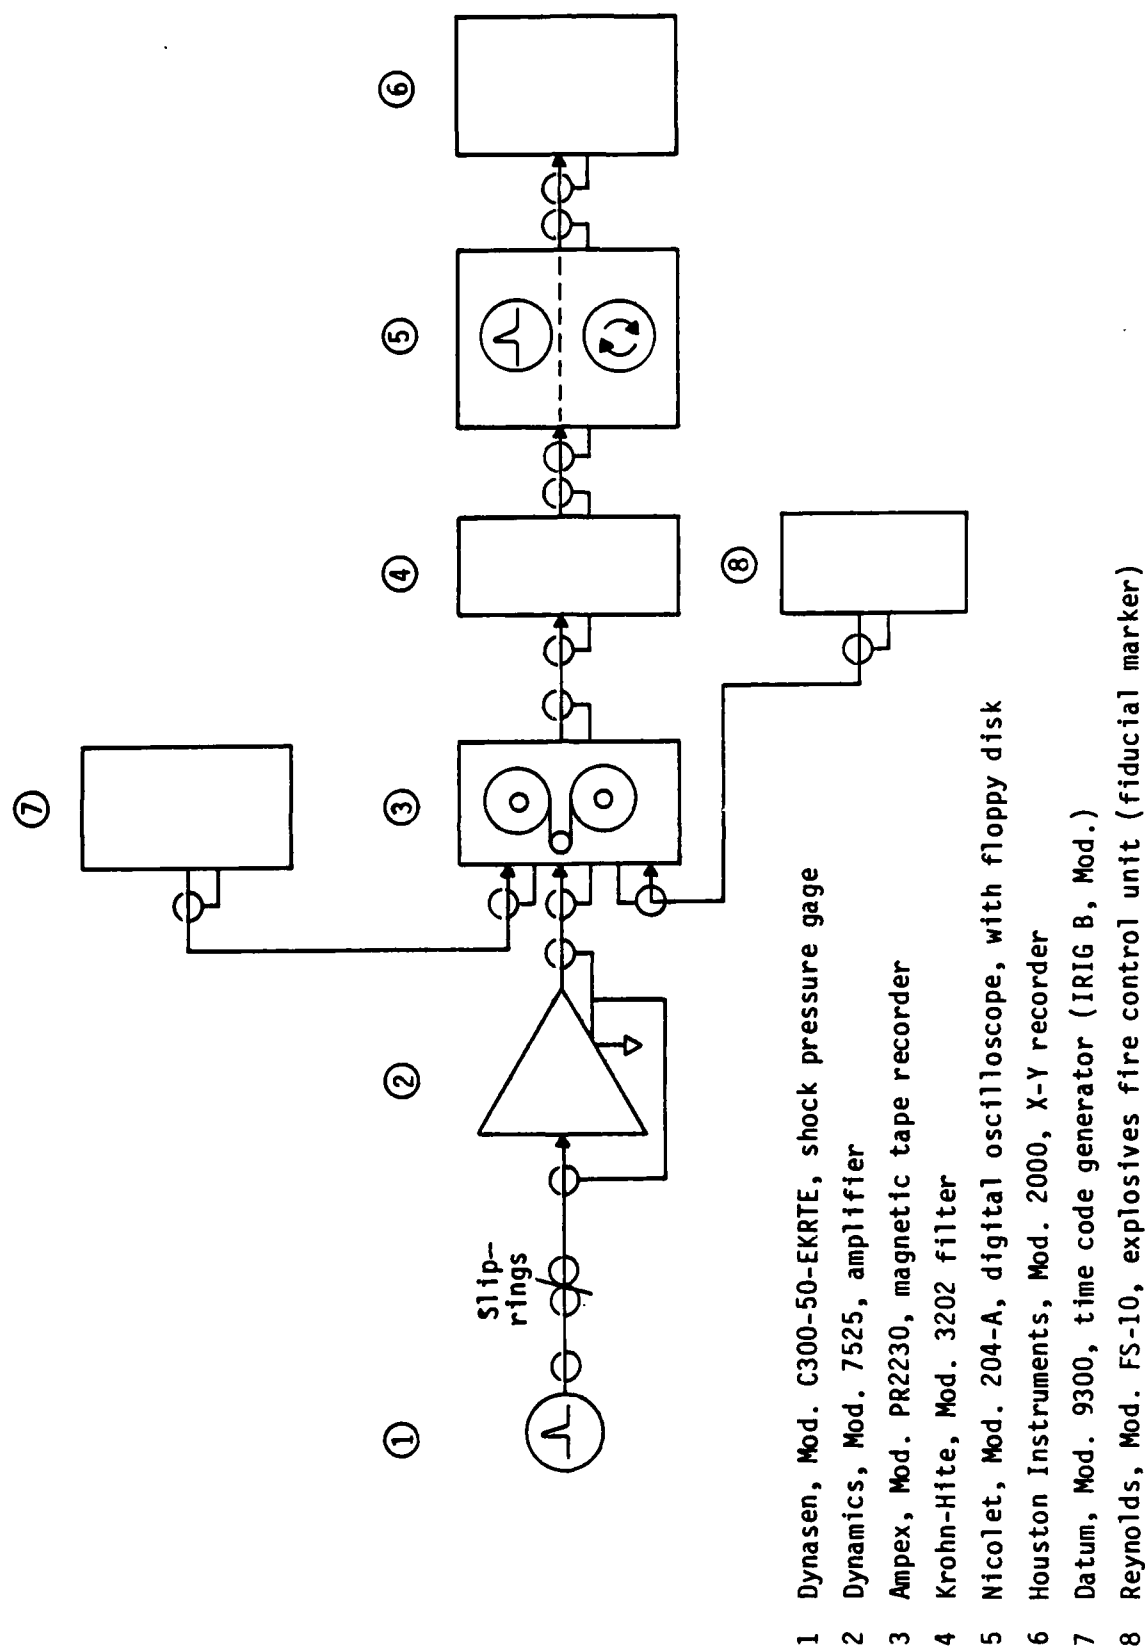 7
1
2
3
4
5
6
8
Slip-
rings
1 Dynasen, Mod. C300-50-EKRTE, shock pressure gage
2 Dynamics, Mod. 7525, amplifier
3 Ampex, Mod. PR2230, magnetic tape recorder
4 Krohn-Hite, Mod. 3202 filter
5 Nicolet, Mod. 204-A, digital oscilloscope, with floppy disk
6 Houston Instruments, Mod. 2000, X-Y recorder
7 Datum, Mod. 9300, time code generator (IRIG B, Mod.)
8 Reynolds, Mod. FS-10, explosives fire control unit (fiducial marker)